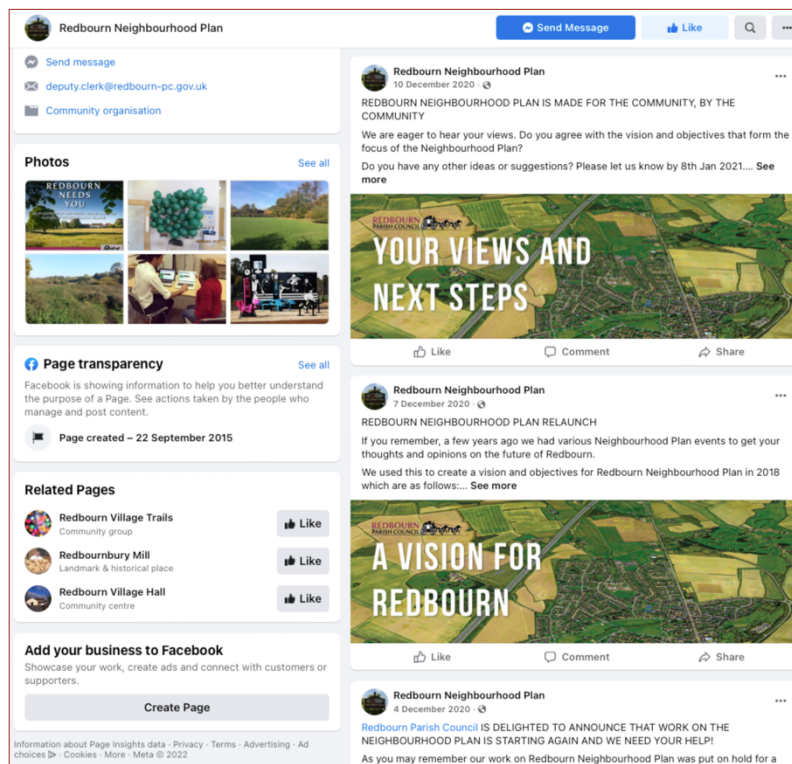 Redbourn Neighbourhood Plan
Send Message
Like
Send message
deputy.clerk@redbourn-pc.gov.uk
Community organisation
Photos
See all
REDBOURN
NEEDS
YOU
Page transparency
See all
Facebook is showing information to help you better understand
the purpose of a Page. See actions taken by the people who
manage and post content.
Page created – 22 September 2015
Related Pages
Redbourn Village Trails
Community group
Like
Redbournbury Mill
Landmark & historical place
Like
Redbourn Village Hall
Community centre
Like
Add your business to Facebook
Showcase your work, create ads and connect with customers or
supporters.
Create Page
Information about Page Insights data · Privacy · Terms · Advertising · Ad
choices · Cookies · More · Meta © 2022
Redbourn Neighbourhood Plan
10 December 2020 ·
REDBOURN NEIGHBOURHOOD PLAN IS MADE FOR THE COMMUNITY, BY THE
COMMUNITY
We are eager to hear your views. Do you agree with the vision and objectives that form the
focus of the Neighbourhood Plan?
Do you have any other ideas or suggestions? Please let us know by 8th Jan 2021.... See
more
REDBOURN
PARISH COUNCIL
YOUR VIEWS AND
NEXT STEPS
Like
Comment
Share
Redbourn Neighbourhood Plan
7 December 2020 ·
REDBOURN NEIGHBOURHOOD PLAN RELAUNCH
If you remember, a few years ago we had various Neighbourhood Plan events to get your
thoughts and opinions on the future of Redbourn.
We used this to create a vision and objectives for Redbourn Neighbourhood Plan in 2018
which are as follows:... See more
REDBOURN
PARISH COUNCIL
A VISION FOR
REDBOURN
Like
Comment
Share
Redbourn Neighbourhood Plan
4 December 2020 ·
Redbourn Parish Council IS DELIGHTED TO ANNOUNCE THAT WORK ON THE
NEIGHBOURHOOD PLAN IS STARTING AGAIN AND WE NEED YOUR HELP!
As you may remember our work on Redbourn Neighbourhood Plan was put on hold for a